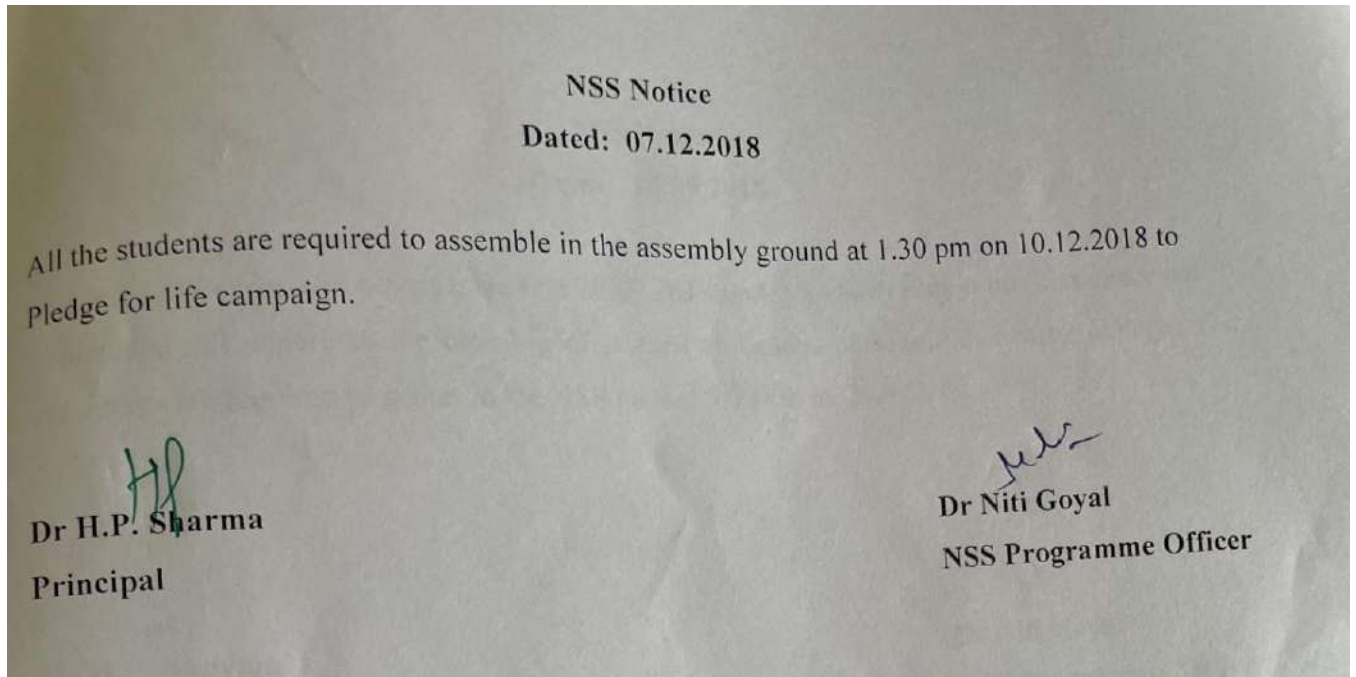 NSS Notice
Dated: 07.12.2018
All the students are required to assemble in the assembly ground at 1.30 pm on 10.12.2018 to
Pledge for life campaign.
Dr H.P. Sharma
Principal
Dr Niti Goyal
NSS Programme Officer